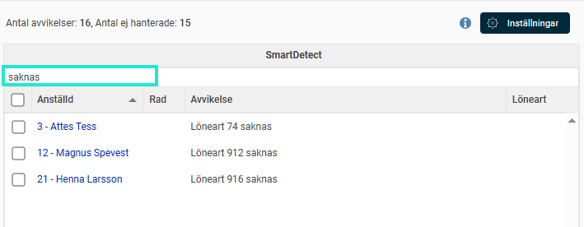 Antal avvikelser: 16, Antal ej hanterade: 15
Inställningar
SmartDetect
saknas
Anställd Rad Avvikelse Löneart
3 - Attes Tess Löneart 74 saknas
12 - Magnus Spevest Löneart 912 saknas
21 - Henna Larsson Löneart 916 saknas